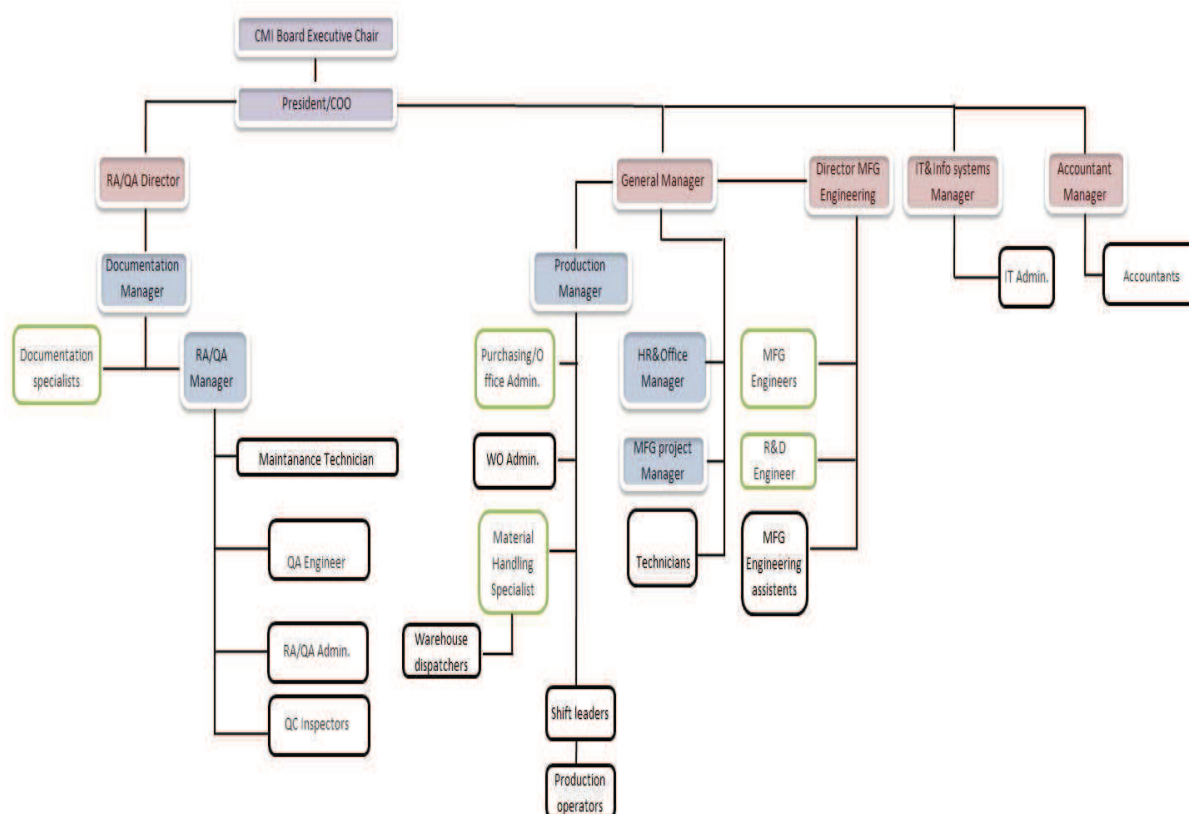 CMI Board Executive Chair
President/COO
RA/QA Director
General Manager
Director MFG
Engineering
IT&Info systems
Manager
Accountant
Manager
Documentation
Manager
Production
Manager
IT Admin.
Accountants
Documentation
specialists
RA/QA
Manager
Purchasing/O
ffice Admin.
HR&Office
Manager
MFG
Engineers
Maintanance Technician
WO Admin.
MFG project
Manager
R&D
Engineer
QA Engineer
Material
Handling
Specialist
Technicians
MFG
Engineering
assistents
RA/QA Admin.
Warehouse
dispatchers
QC Inspectors
Shift leaders
Production
operators